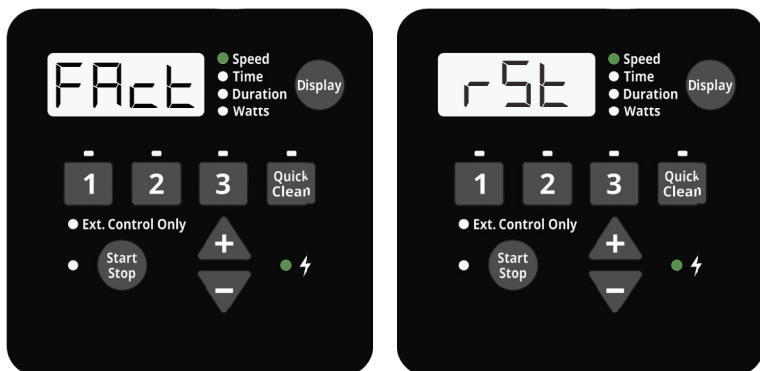 FAct
Speed
Time
Duration
Watts
Display
1 2 3 Quick Clean
Ext. Control Only
Start
Stop
+
−
rSt
Speed
Time
Duration
Watts
Display
1 2 3 Quick Clean
Ext. Control Only
Start
Stop
+
−